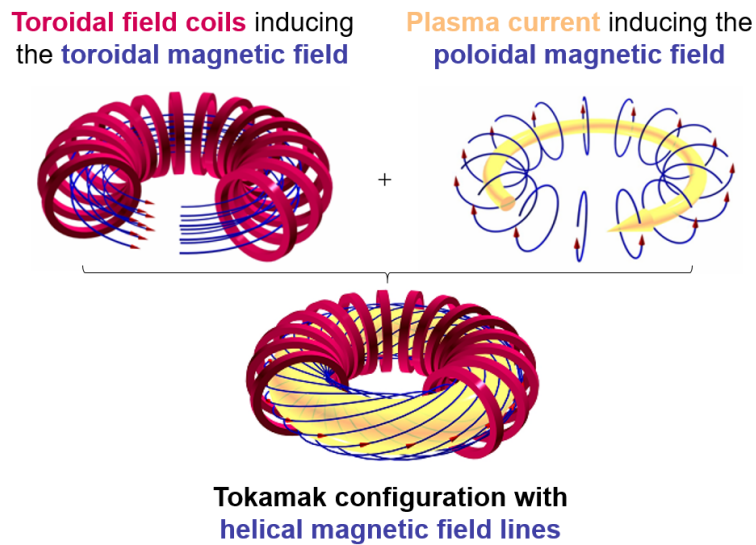 Toroidal field coils inducing
the toroidal magnetic field
Plasma current inducing the
poloidal magnetic field
+
Tokamak configuration with
helical magnetic field lines